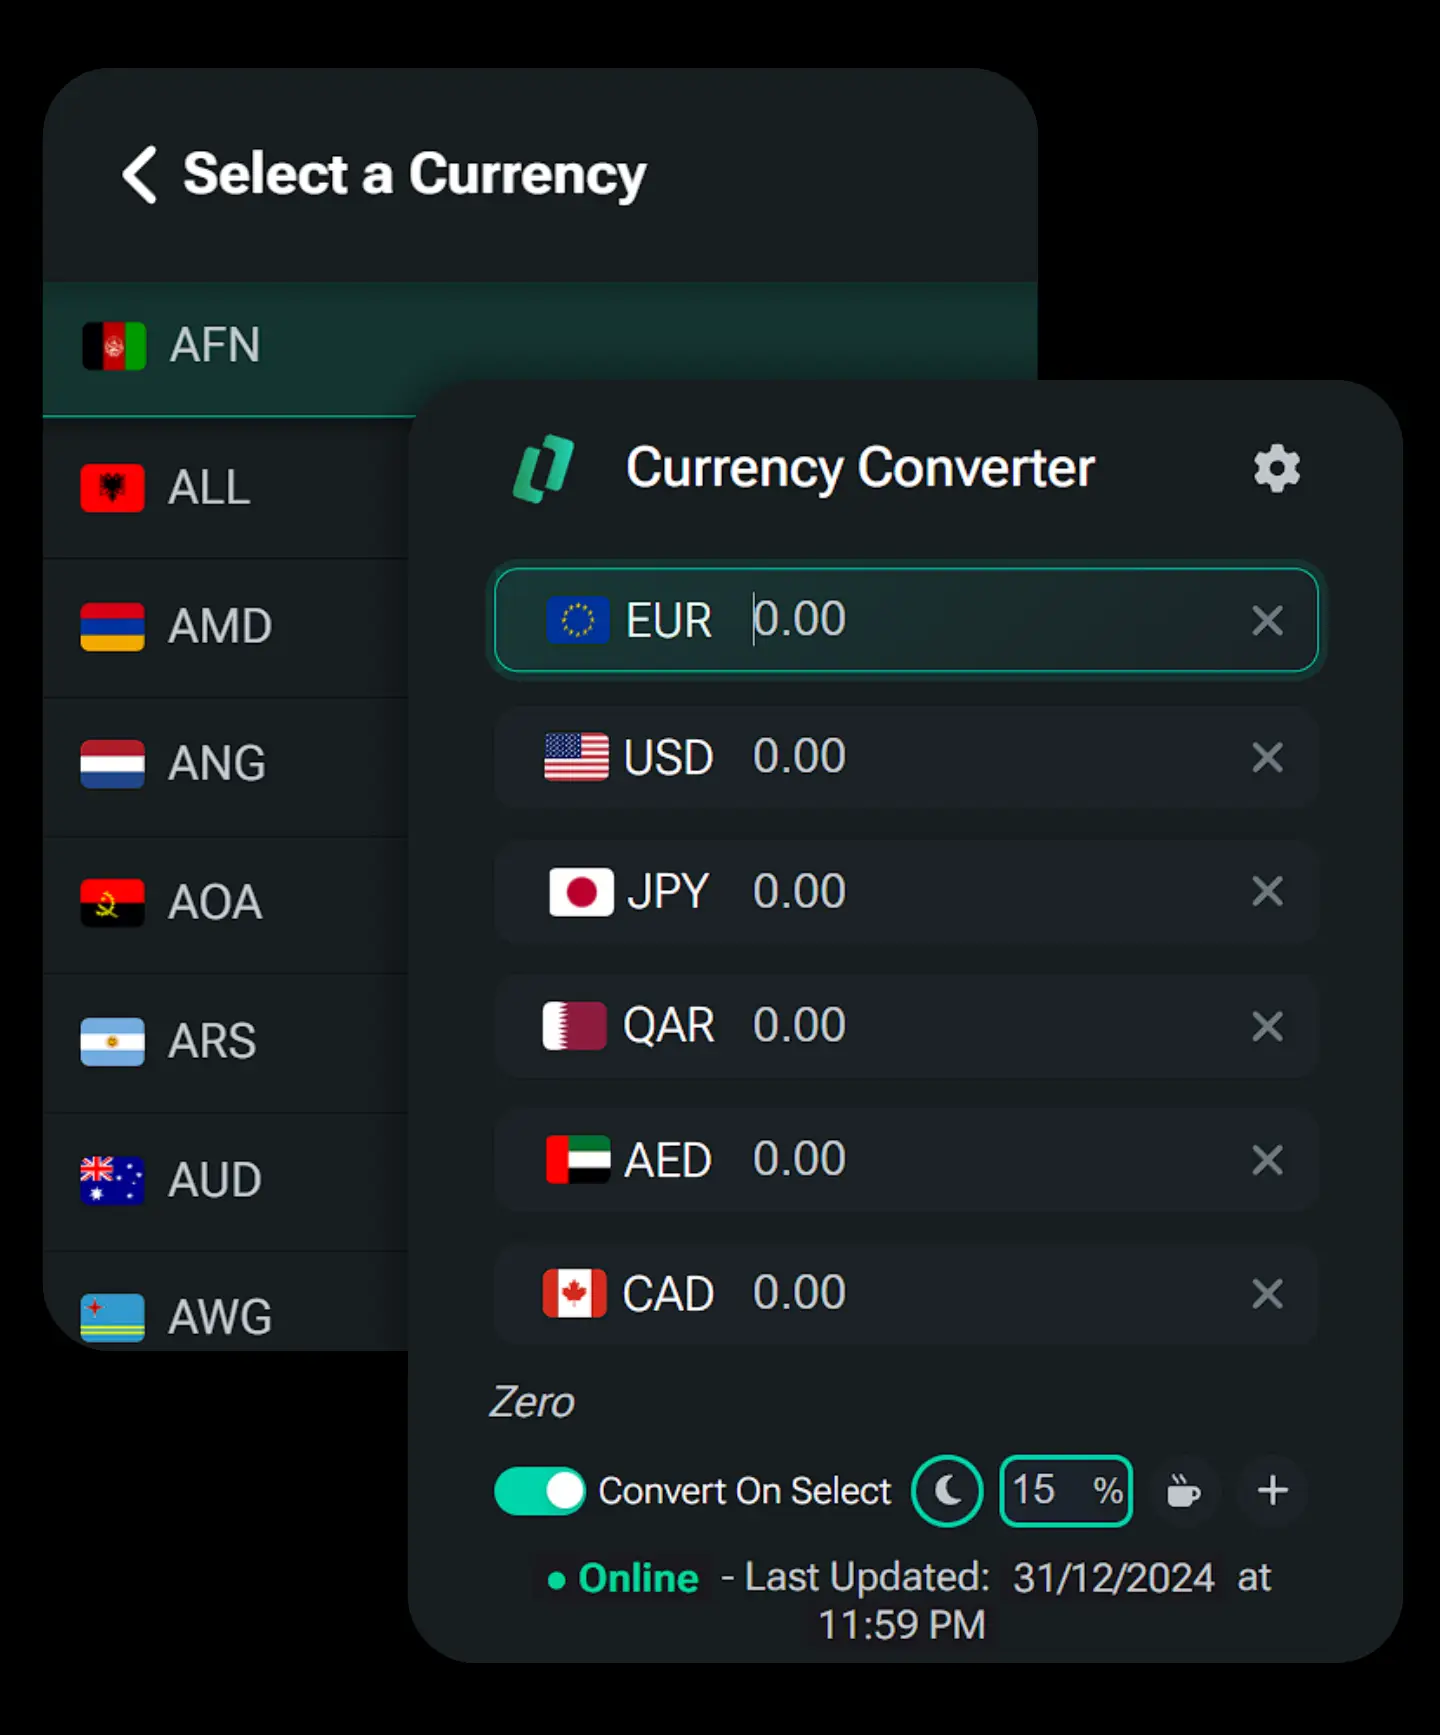 Select a Currency
AFN
ALL
AMD
ANG
AOA
ARS
AUD
AWG
Currency Converter
EUR 0.00
USD 0.00
JPY 0.00
QAR 0.00
AED 0.00
CAD 0.00
Zero
Convert On Select 15 %
Online - Last Updated: 31/12/2024 at
11:59 PM